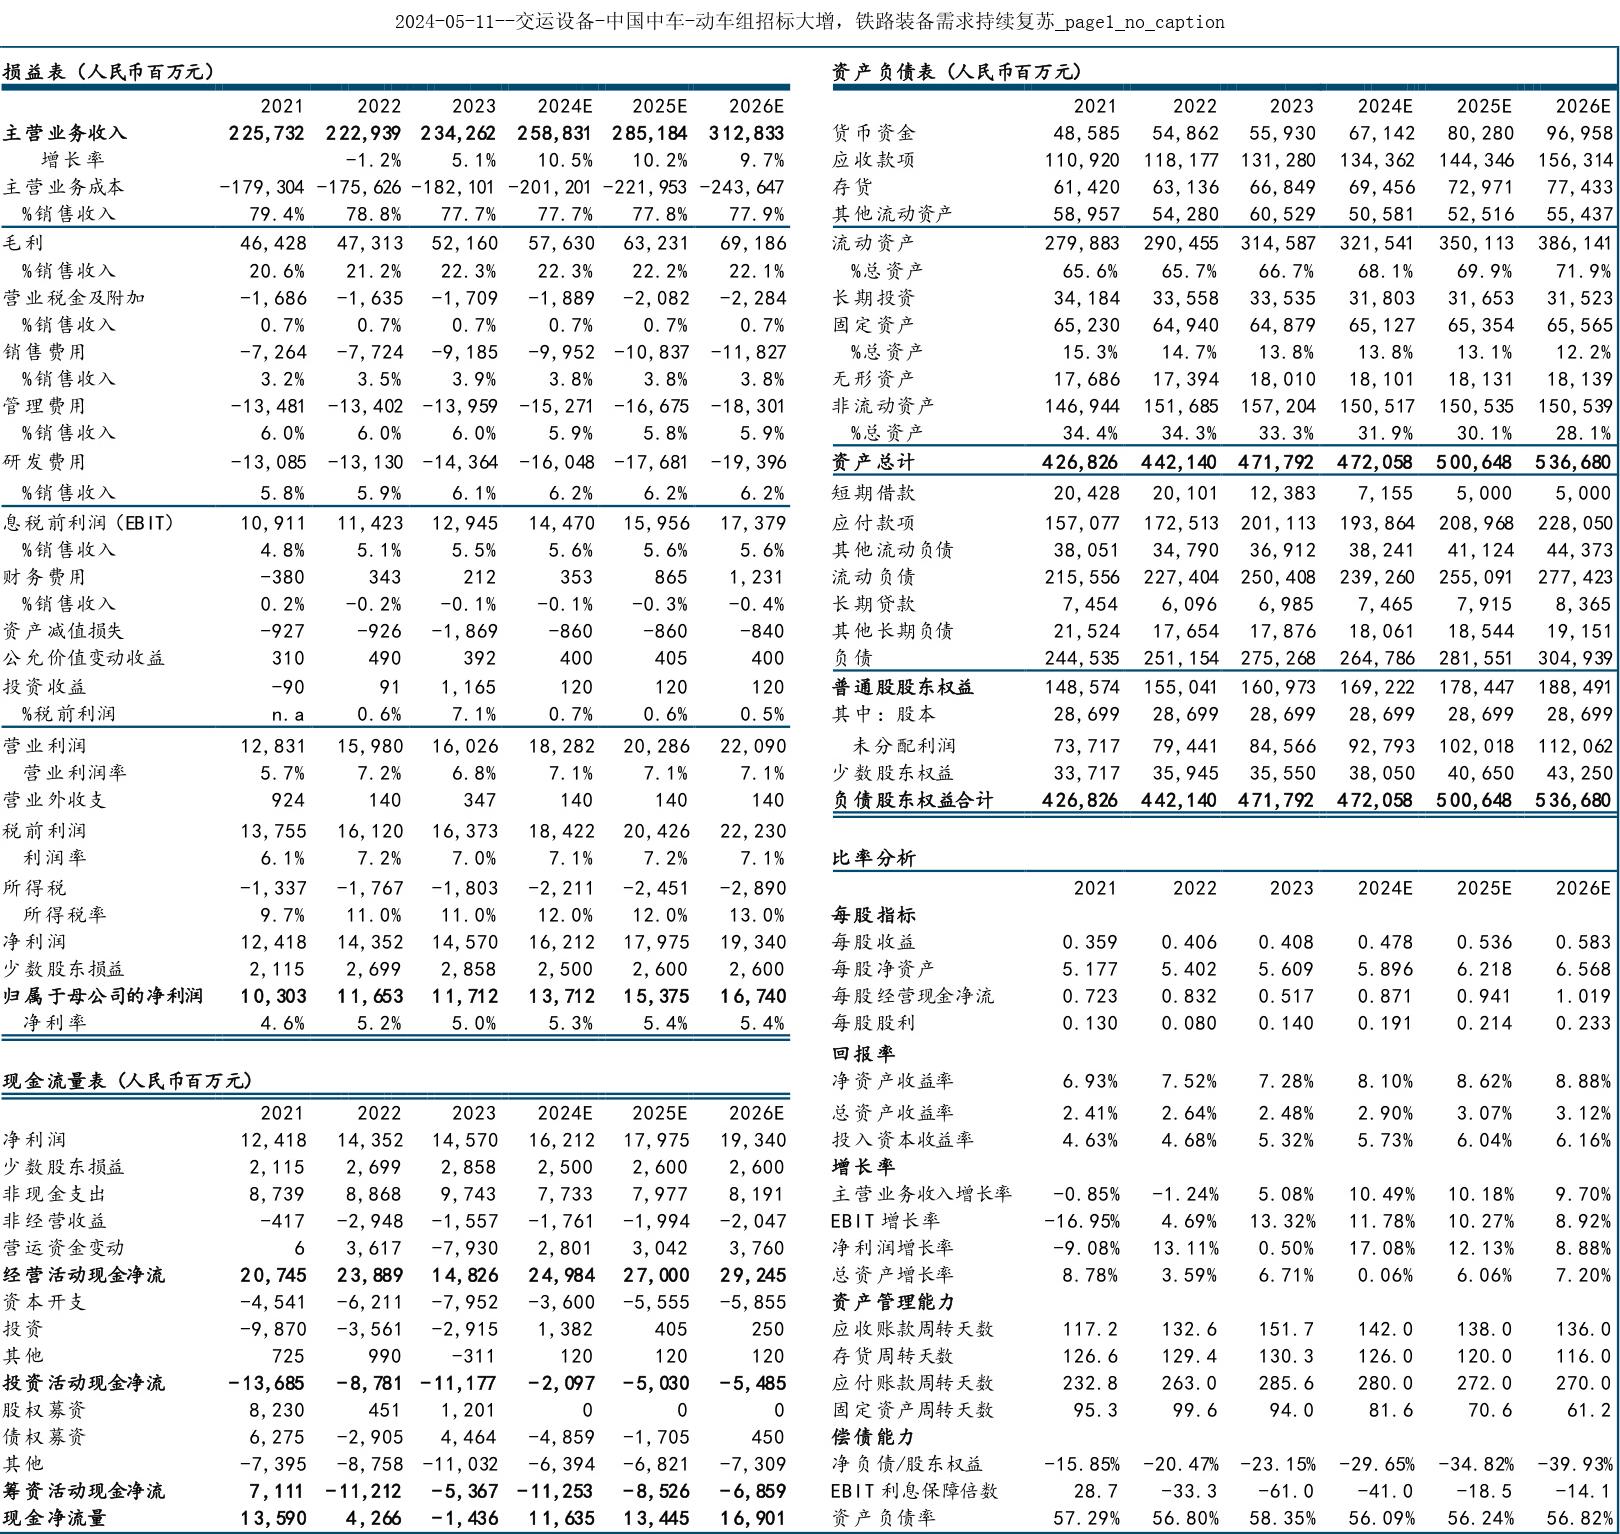 2024-05-11--交运设备-中国中车-动车组招标大增，铁路装备需求持续复苏_page1_no_caption
损益表（人民币百万元）
2021 2022 2023 2024E 2025E 2026E
主营业务收入 225,732 222,939 234,262 258,831 285,184 312,833
增长率 -1.2% 5.1% 10.5% 10.2% 9.7%
主营业务成本 -179,304 -175,626 -182,101 -201,201 -221,953 -243,647
%销售收入 79.4% 78.8% 77.7% 77.7% 77.8% 77.9%
毛利 46,428 47,313 52,160 57,630 63,231 69,186
%销售收入 20.6% 21.2% 22.3% 22.3% 22.2% 22.1%
营业税金及附加 -1,686 -1,635 -1,709 -1,889 -2,082 -2,284
%销售收入 0.7% 0.7% 0.7% 0.7% 0.7% 0.7%
销售费用 -7,264 -7,724 -9,185 -9,952 -10,837 -11,827
%销售收入 3.2% 3.5% 3.9% 3.8% 3.8% 3.8%
管理费用 -13,481 -13,402 -13,959 -15,271 -16,675 -18,301
%销售收入 6.0% 6.0% 6.0% 5.9% 5.8% 5.9%
研发费用 -13,085 -13,130 -14,364 -16,048 -17,681 -19,396
%销售收入 5.8% 5.9% 6.1% 6.2% 6.2% 6.2%
息税前利润（EBIT） 10,911 11,423 12,945 14,470 15,956 17,379
%销售收入 4.8% 5.1% 5.5% 5.6% 5.6% 5.6%
财务费用 -380 343 212 353 865 1,231
%销售收入 0.2% -0.2% -0.1% -0.1% -0.3% -0.4%
资产减值损失 -927 -926 -1,869 -860 -860 -840
公允价值变动收益 310 490 392 400 405 400
投资收益 -90 91 1,165 120 120 120
%税前利润 n.a 0.6% 7.1% 0.7% 0.6% 0.5%
营业利润 12,831 15,980 16,026 18,282 20,286 22,090
营业利润率 5.7% 7.2% 6.8% 7.1% 7.1% 7.1%
营业外收支 924 140 347 140 140 140
税前利润 13,755 16,120 16,373 18,422 20,426 22,230
利润率 6.1% 7.2% 7.0% 7.1% 7.2% 7.1%
所得税 -1,337 -1,767 -1,803 -2,211 -2,451 -2,890
所得税率 9.7% 11.0% 11.0% 12.0% 12.0% 13.0%
净利润 12,418 14,352 14,570 16,212 17,975 19,340
少数股东损益 2,115 2,699 2,858 2,500 2,600 2,600
归属于母公司的净利润 10,303 11,653 11,712 13,712 15,375 16,740
净利率 4.6% 5.2% 5.0% 5.3% 5.4% 5.4%
现金流量表（人民币百万元）
2021 2022 2023 2024E 2025E 2026E
净利润 12,418 14,352 14,570 16,212 17,975 19,340
少数股东损益 2,115 2,699 2,858 2,500 2,600 2,600
非现金支出 8,739 8,868 9,743 7,733 7,977 8,191
非经营收益 -417 -2,948 -1,557 -1,761 -1,994 -2,047
营运资金变动 6 3,617 -7,930 2,801 3,042 3,760
经营活动现金净流 20,745 23,889 14,826 24,984 27,000 29,245
资本开支 -4,541 -6,211 -7,952 -3,600 -5,555 -5,855
投资 -9,870 -3,561 -2,915 1,382 405 250
其他 725 990 -311 120 120 120
投资活动现金净流 -13,685 -8,781 -11,177 -2,097 -5,030 -5,485
股权募资 8,230 451 1,201 0 0 0
债权募资 6,275 -2,905 4,464 -4,859 -1,705 450
其他 -7,395 -8,758 -11,032 -6,394 -6,821 -7,309
筹资活动现金净流 7,111 -11,212 -5,367 -11,253 -8,526 -6,859
现金净流量 13,590 4,266 -1,436 11,635 13,445 16,901
资产负债表（人民币百万元）
2021 2022 2023 2024E 2025E 2026E
货币资金 48,585 54,862 55,930 67,142 80,280 96,958
应收款项 110,920 118,177 131,280 134,362 144,346 156,314
存货 61,420 63,136 66,849 69,456 72,971 77,433
其他流动资产 58,957 54,280 60,529 50,581 52,516 55,437
流动资产 279,883 290,455 314,587 321,541 350,113 386,141
%总资产 65.6% 65.7% 66.7% 68.1% 69.9% 71.9%
长期投资 34,184 33,558 33,535 31,803 31,653 31,523
固定资产 65,230 64,940 64,879 65,127 65,354 65,565
%总资产 15.3% 14.7% 13.8% 13.8% 13.1% 12.2%
无形资产 17,686 17,394 18,010 18,101 18,131 18,139
非流动资产 146,944 151,685 157,204 150,517 150,535 150,539
%总资产 34.4% 34.3% 33.3% 31.9% 30.1% 28.1%
资产总计 426,826 442,140 471,792 472,058 500,648 536,680
短期借款 20,428 20,101 12,383 7,155 5,000 5,000
应付款项 157,077 172,513 201,113 193,864 208,968 228,050
其他流动负债 38,051 34,790 36,912 38,241 41,124 44,373
流动负债 215,556 227,404 250,408 239,260 255,091 277,423
长期贷款 7,454 6,096 6,985 7,465 7,915 8,365
其他长期负债 21,524 17,654 17,876 18,061 18,544 19,151
负债 244,535 251,154 275,268 264,786 281,551 304,939
普通股股东权益 148,574 155,041 160,973 169,222 178,447 188,491
其中：股本 28,699 28,699 28,699 28,699 28,699 28,699
未分配利润 73,717 79,441 84,566 92,793 102,018 112,062
少数股东权益 33,717 35,945 35,550 38,050 40,650 43,250
负债股东权益合计 426,826 442,140 471,792 472,058 500,648 536,680
比率分析
2021 2022 2023 2024E 2025E 2026E
每股指标
每股收益 0.359 0.406 0.408 0.478 0.536 0.583
每股净资产 5.177 5.402 5.609 5.896 6.218 6.568
每股经营现金净流 0.723 0.832 0.517 0.871 0.941 1.019
每股股利 0.130 0.080 0.140 0.191 0.214 0.233
回报率
净资产收益率 6.93% 7.52% 7.28% 8.10% 8.62% 8.88%
总资产收益率 2.41% 2.64% 2.48% 2.90% 3.07% 3.12%
投入资本收益率 4.63% 4.68% 5.32% 5.73% 6.04% 6.16%
增长率
主营业务收入增长率 -0.85% -1.24% 5.08% 10.49% 10.18% 9.70%
EBIT增长率 -16.95% 4.69% 13.32% 11.78% 10.27% 8.92%
净利润增长率 -9.08% 13.11% 0.50% 17.08% 12.13% 8.88%
总资产增长率 8.78% 3.59% 6.71% 0.06% 6.06% 7.20%
资产管理能力
应收账款周转天数 117.2 132.6 151.7 142.0 138.0 136.0
存货周转天数 126.6 129.4 130.3 126.0 120.0 116.0
应付账款周转天数 232.8 263.0 285.6 280.0 272.0 270.0
固定资产周转天数 95.3 99.6 94.0 81.6 70.6 61.2
偿债能力
净负债/股东权益 -15.85% -20.47% -23.15% -29.65% -34.82% -39.93%
EBIT利息保障倍数 28.7 -33.3 -61.0 -41.0 -18.5 -14.1
资产负债率 57.29% 56.80% 58.35% 56.09% 56.24% 56.82%